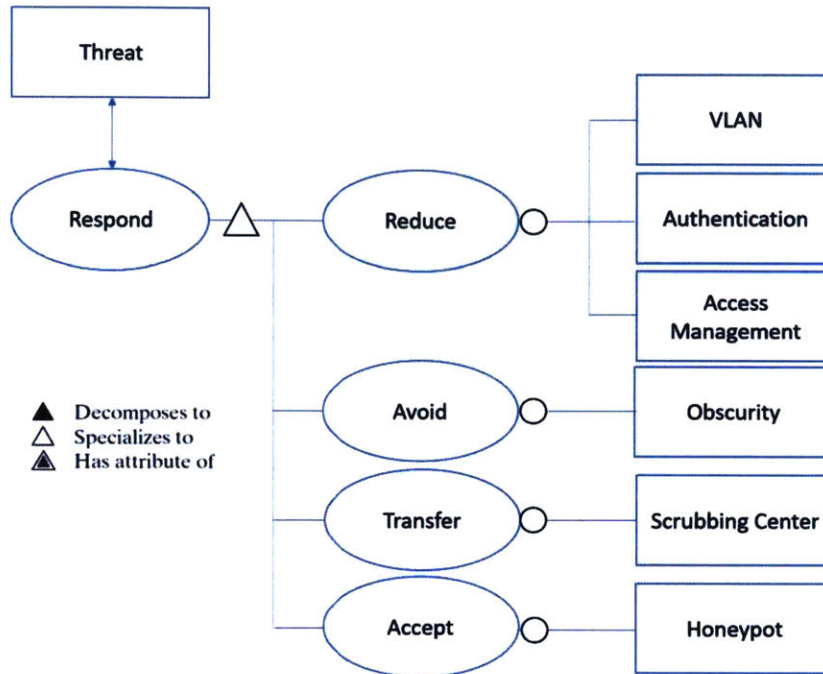 Threat
Respond
Reduce
VLAN
Authentication
Access
Management
Avoid
Obscurity
Transfer
Scrubbing Center
Accept
Honeypot
Decomposes to
Specializes to
Has attribute of